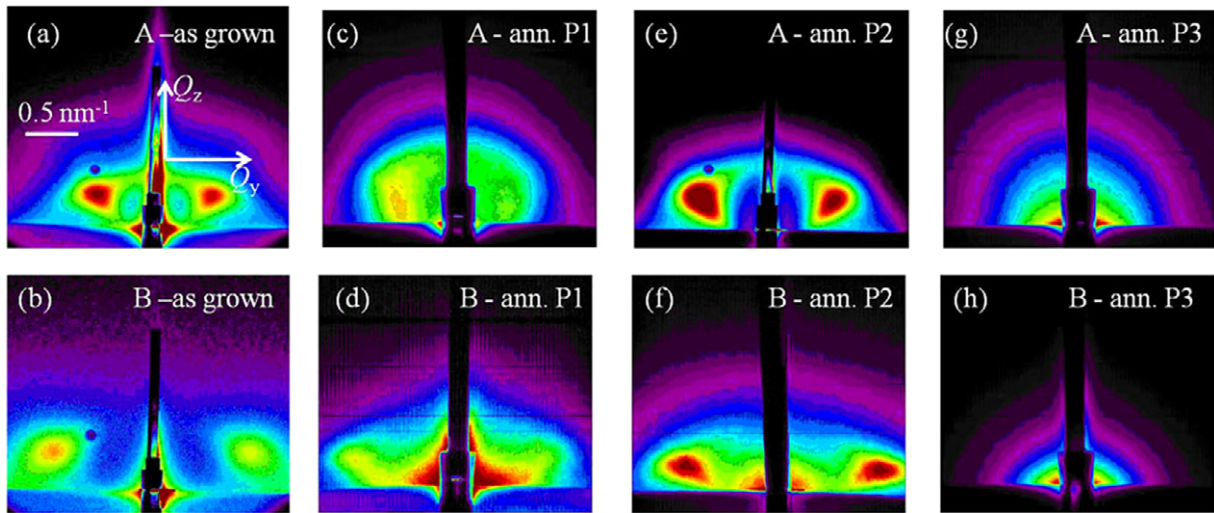 (a) A –as grown
(c) A - ann. P1
(e) A - ann. P2
(g) A - ann. P3
Qz
0.5 nm-1
Qy
(b) B –as grown
(d) B - ann. P1
(f) B - ann. P2
(h) B - ann. P3